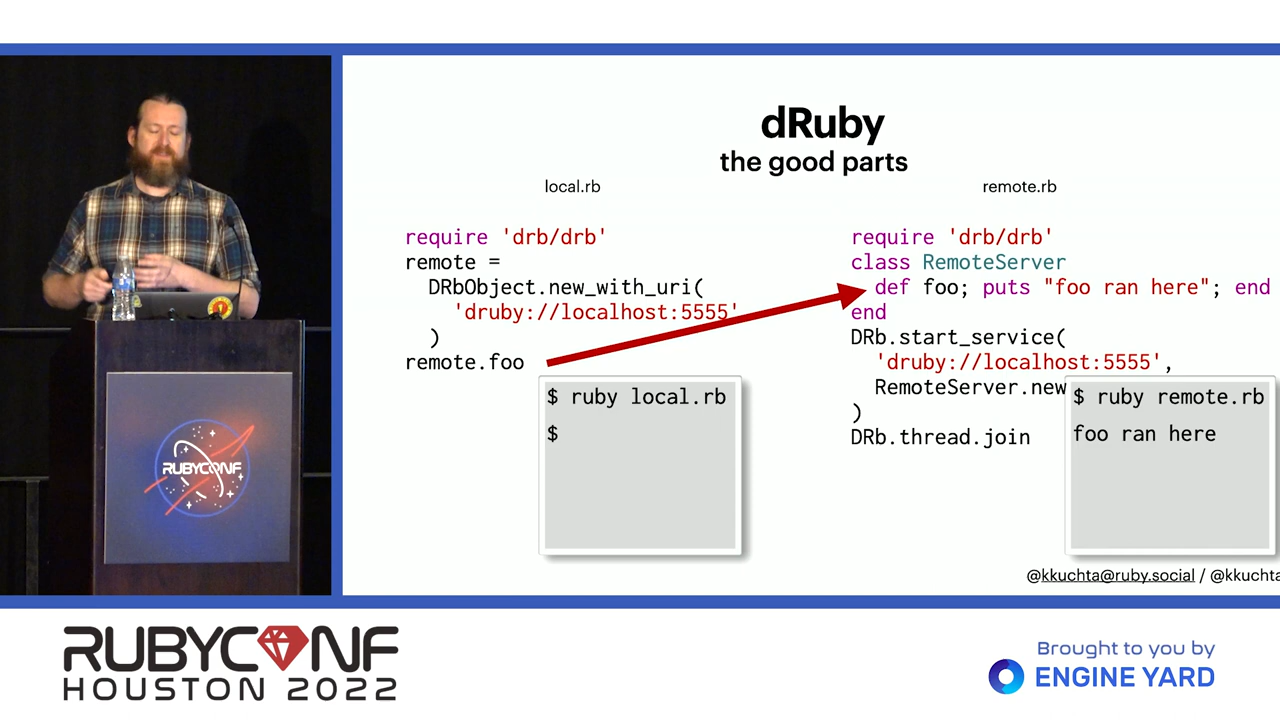 dRuby
the good parts
local.rb
require 'drb/drb'
remote =
DRbObject.new_with_uri(
'druby://localhost:5555'
)
remote.foo
$ ruby local.rb
$
remote.rb
require 'drb/drb'
class RemoteServer
def foo; puts "foo ran here"; end
end
DRb.start_service(
'druby://localhost:5555',
RemoteServer.new
)
DRb.thread.join
$ ruby remote.rb
foo ran here
@kkuchta@ruby.social / @kkuchta
RUBYCONF
RUBYCONF
HOUSTON 2022
Brought to you by
ENGINE YARD